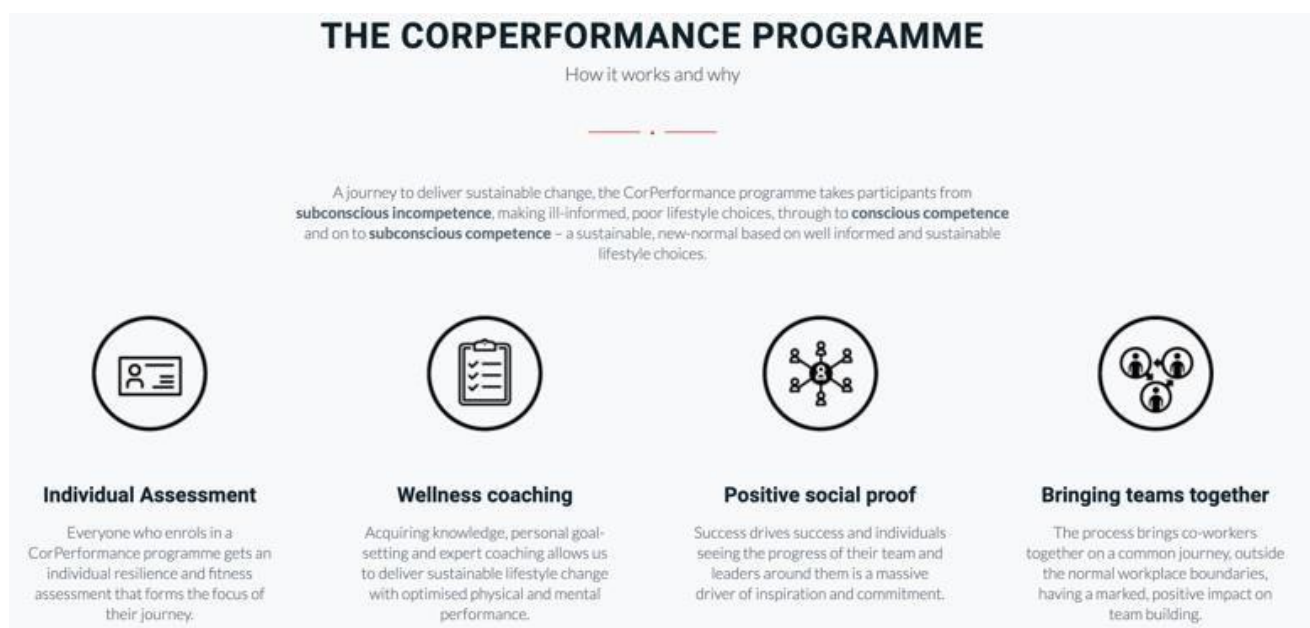 THE CORPERFORMANCE PROGRAMME
How it works and why
A journey to deliver sustainable change, the CorPerformance programme takes participants from
subconscious incompetence, making ill-informed, poor lifestyle choices, through to conscious competence
and on to subconscious competence – a sustainable, new-normal based on well informed and sustainable
lifestyle choices.
Individual Assessment
Everyone who enrols in a
CorPerformance programme gets an
individual resilience and fitness
assessment that forms the focus of
their journey.
Wellness coaching
Acquiring knowledge, personal goal-
setting and expert coaching allows us
to deliver sustainable lifestyle change
with optimised physical and mental
performance.
Positive social proof
Success drives success and individuals
seeing the progress of their team and
leaders around them is a massive
driver of inspiration and commitment.
Bringing teams together
The process brings co-workers
together on a common journey, outside
the normal workplace boundaries,
having a marked, positive impact on
team building.